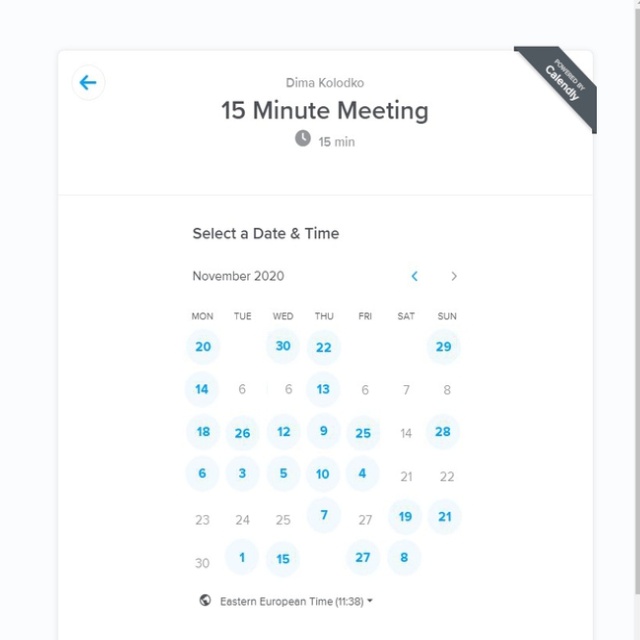 POWERED BY
Calendly
Dima Kolodko
15 Minute Meeting
15 min
Select a Date & Time
November 2020
MON TUE WED THU FRI SAT SUN
20 30 22 29
14 6 6 13 6 7 8
18 26 12 9 25 14 28
6 3 5 10 4 21 22
23 24 25 7 27 19 21
30 1 15 27 8
Eastern European Time (11:38)